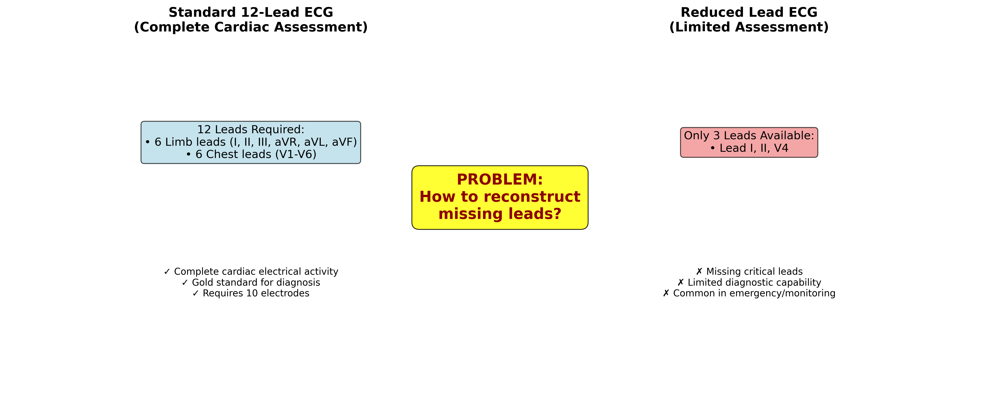 Standard 12-Lead ECG
(Complete Cardiac Assessment)
12 Leads Required:
• 6 Limb leads (I, II, III, aVR, aVL, aVF)
• 6 Chest leads (V1-V6)
✓ Complete cardiac electrical activity
✓ Gold standard for diagnosis
✓ Requires 10 electrodes
PROBLEM:
How to reconstruct
missing leads?
Reduced Lead ECG
(Limited Assessment)
Only 3 Leads Available:
• Lead I, II, V4
✗ Missing critical leads
✗ Limited diagnostic capability
✗ Common in emergency/monitoring